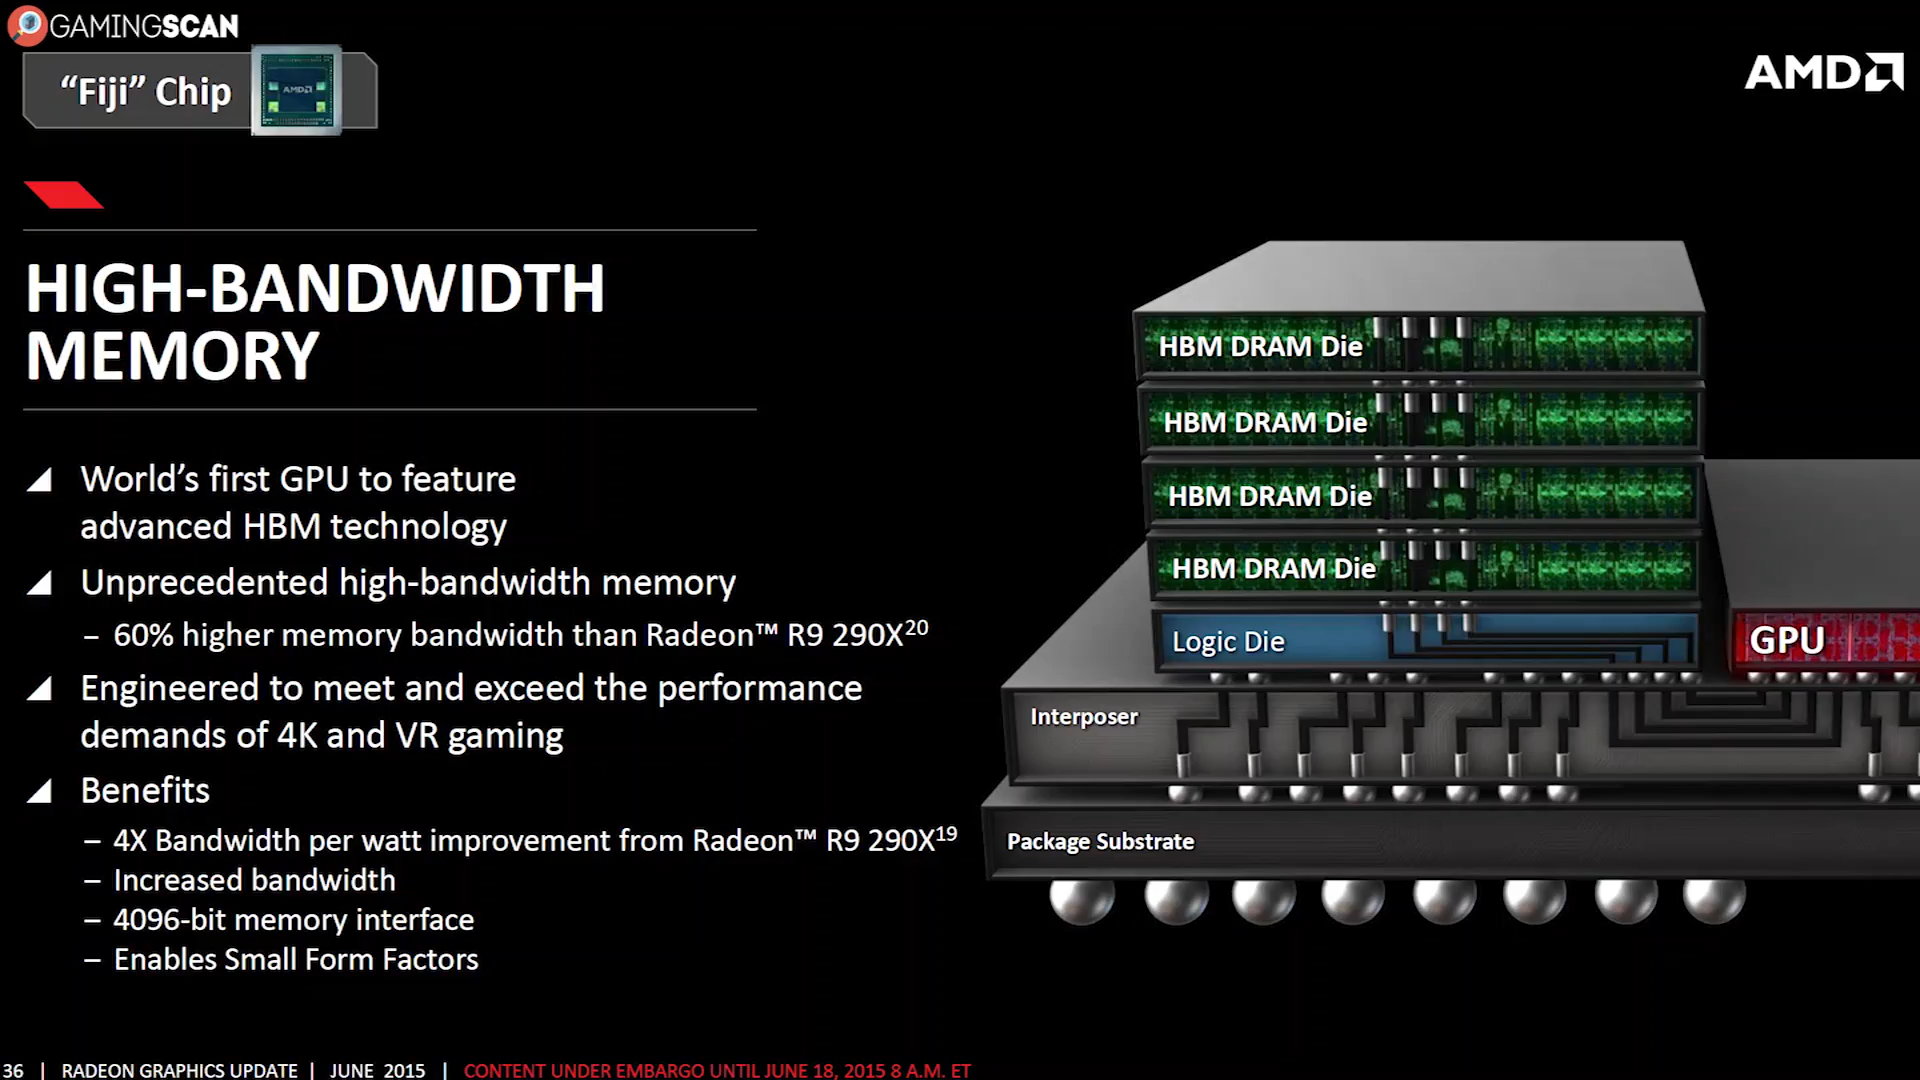 GAMINGSCAN
"Fiji" Chip
AMD
AMD
HIGH-BANDWIDTH
MEMORY
World's first GPU to feature
advanced HBM technology
Unprecedented high-bandwidth memory
– 60% higher memory bandwidth than Radeon™ R9 290X20
Engineered to meet and exceed the performance
demands of 4K and VR gaming
Benefits
– 4X Bandwidth per watt improvement from Radeon™ R9 290X19
– Increased bandwidth
– 4096-bit memory interface
– Enables Small Form Factors
HBM DRAM Die
HBM DRAM Die
HBM DRAM Die
HBM DRAM Die
Logic Die
GPU
Interposer
Package Substrate
36 | RADEON GRAPHICS UPDATE | JUNE 2015 | CONTENT UNDER EMBARGO UNTIL JUNE 18, 2015 8 A.M. ET